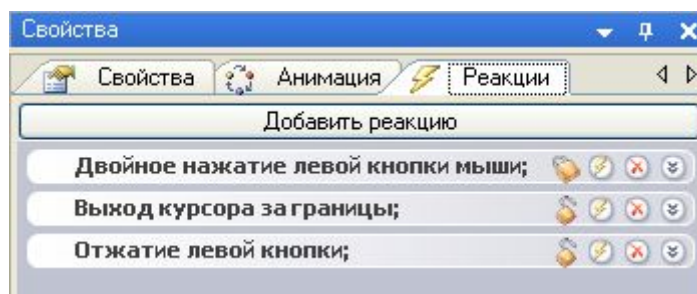 Свойства
Свойства Анимация Реакции
Добавить реакцию
Двойное нажатие левой кнопки мыши;
Выход курсора за границы;
Отжатие левой кнопки;